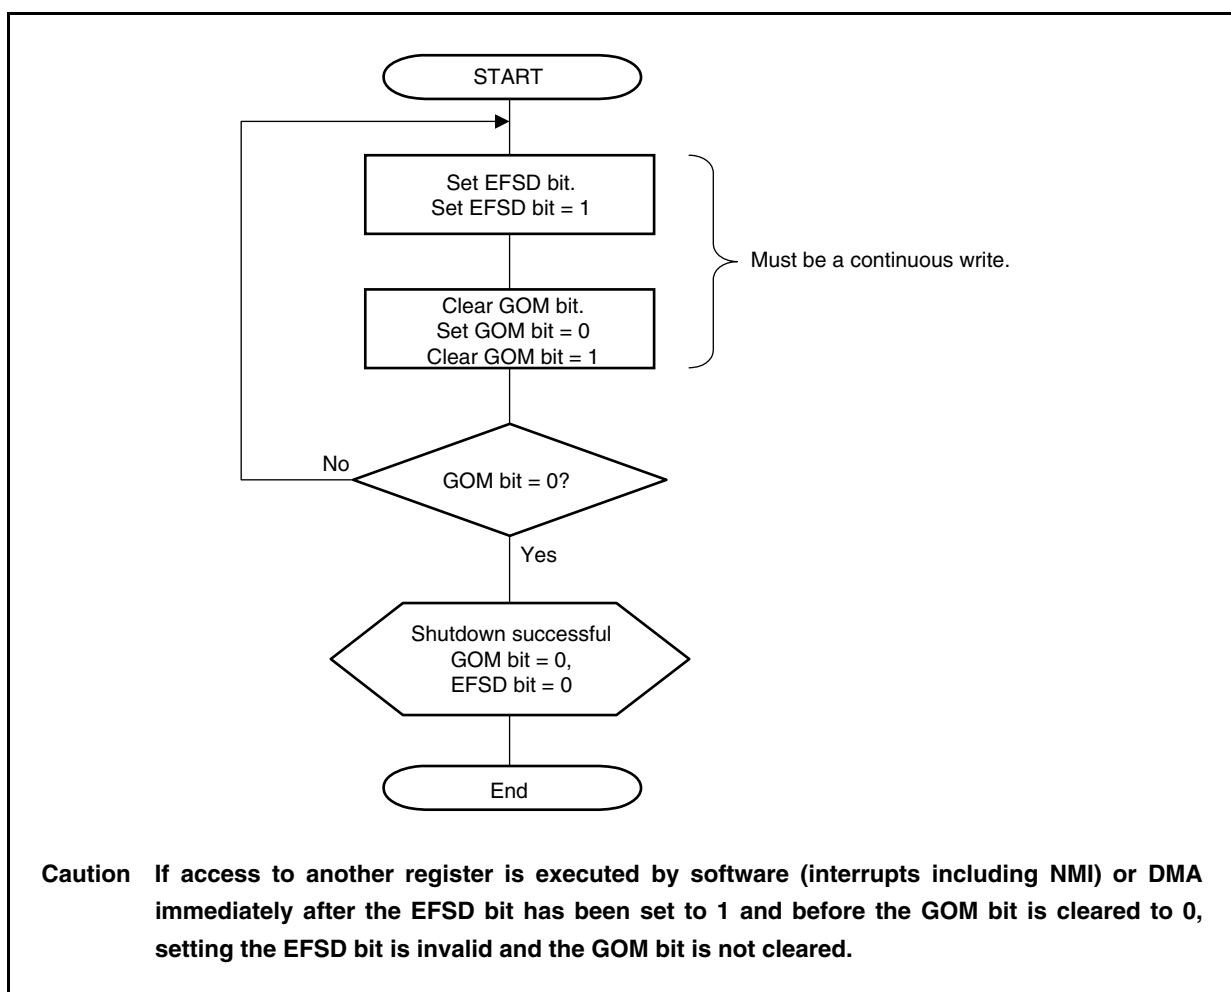 START
Set EFSD bit.
Set EFSD bit = 1
Must be a continuous write.
Clear GOM bit.
Set GOM bit = 0
Clear GOM bit = 1
No
GOM bit = 0?
Yes
Shutdown successful
GOM bit = 0,
EFSD bit = 0
End
Caution If access to another register is executed by software (interrupts including NMI) or DMA
immediately after the EFSD bit has been set to 1 and before the GOM bit is cleared to 0,
setting the EFSD bit is invalid and the GOM bit is not cleared.